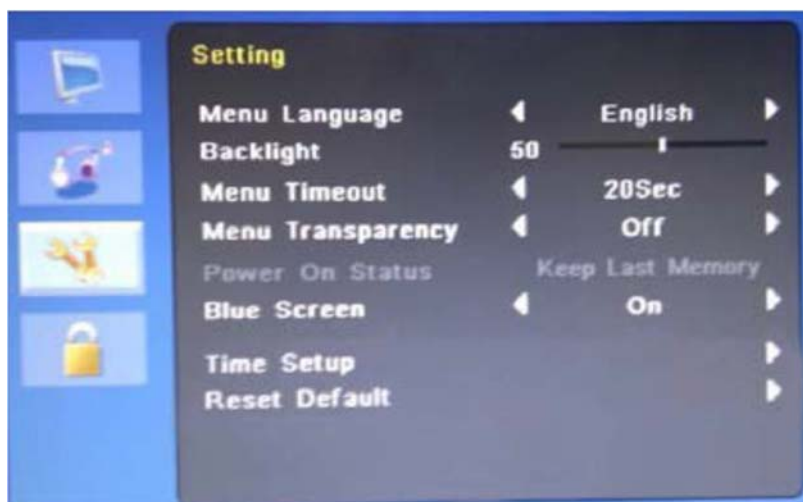 Setting
Menu Language English
Backlight 50
Menu Timeout 20Sec
Menu Transparency Off
Power On Status Keep Last Memory
Blue Screen On
Time Setup
Reset Default